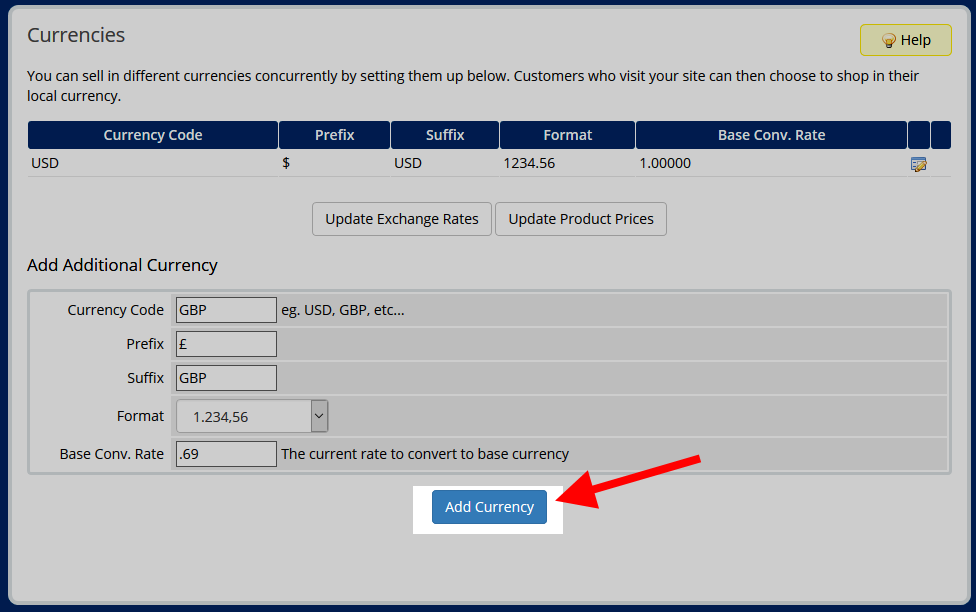 Currencies
Help
You can sell in different currencies concurrently by setting them up below. Customers who visit your site can then choose to shop in their
local currency.
Currency Code Prefix Suffix Format Base Conv. Rate
USD $ USD 1234.56 1.00000
Update Exchange Rates Update Product Prices
Add Additional Currency
Currency Code GBP eg. USD, GBP, etc...
Prefix £
Suffix GBP
Format 1.234,56
Base Conv. Rate .69 The current rate to convert to base currency
Add Currency